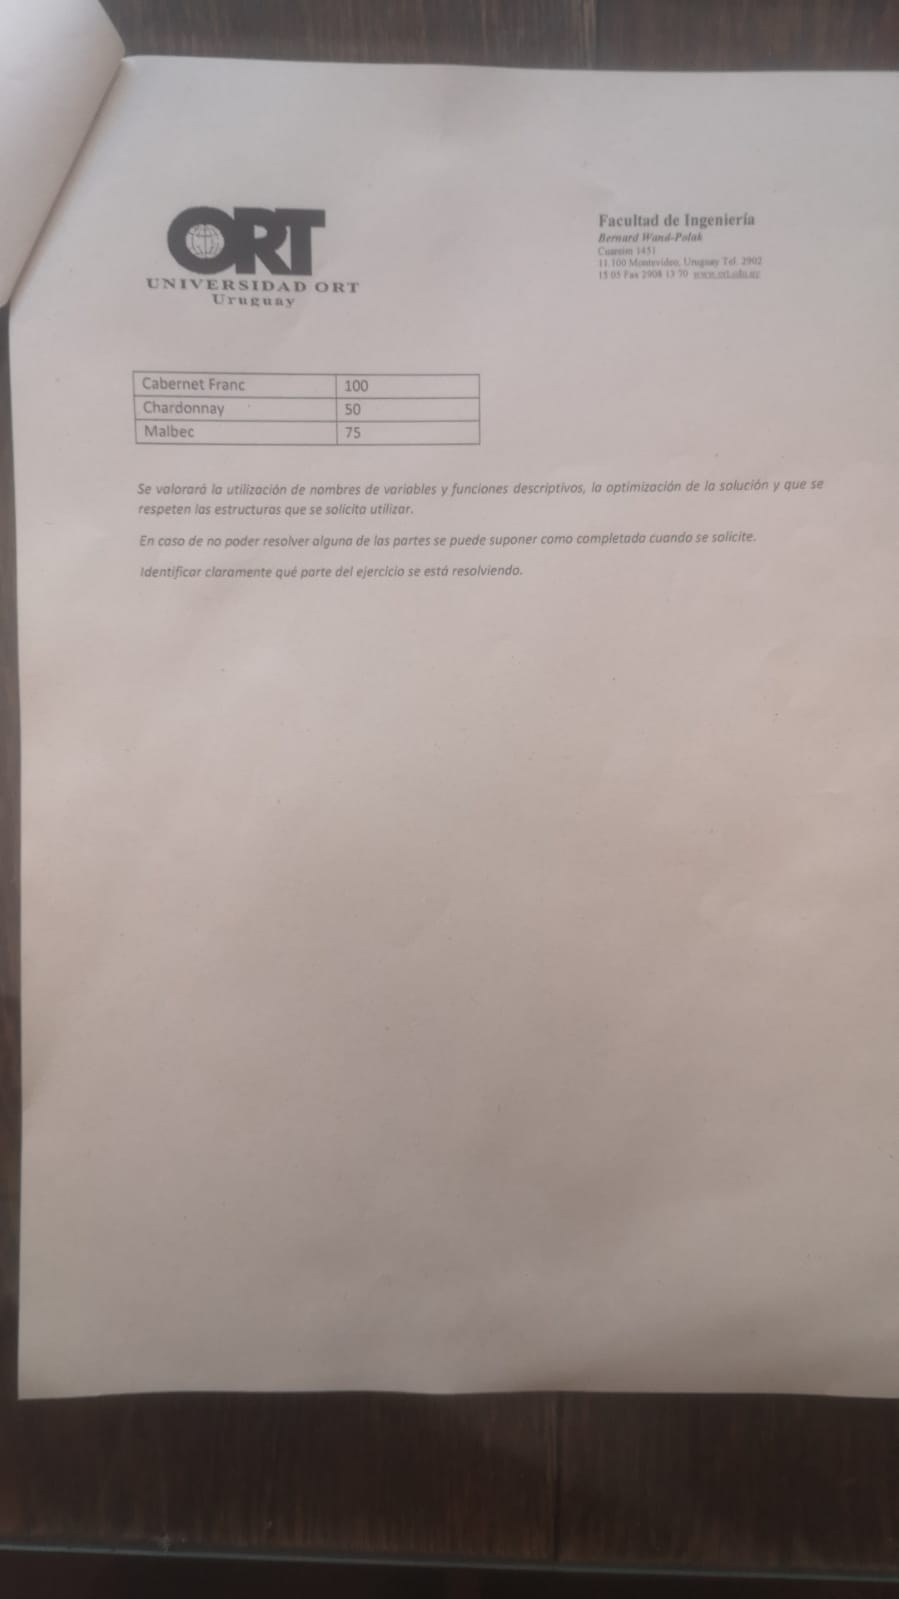 ORT
UNIVERSIDAD ORT
Uruguay
Facultad de Ingeniería
Bernard Wand-Polak
Cuareim 1451
11.100 Montevideo, Uruguay Tel. 2902
15 05 Fax 2908 13 70 www.ort.edu.uy
Cabernet Franc 100
Chardonnay 50
Malbec 75
Se valorará la utilización de nombres de variables y funciones descriptivos, la optimización de la solución y que se
respeten las estructuras que se solicita utilizar.
En caso de no poder resolver alguna de las partes se puede suponer como completada cuando se solicite.
Identificar claramente qué parte del ejercicio se está resolviendo.